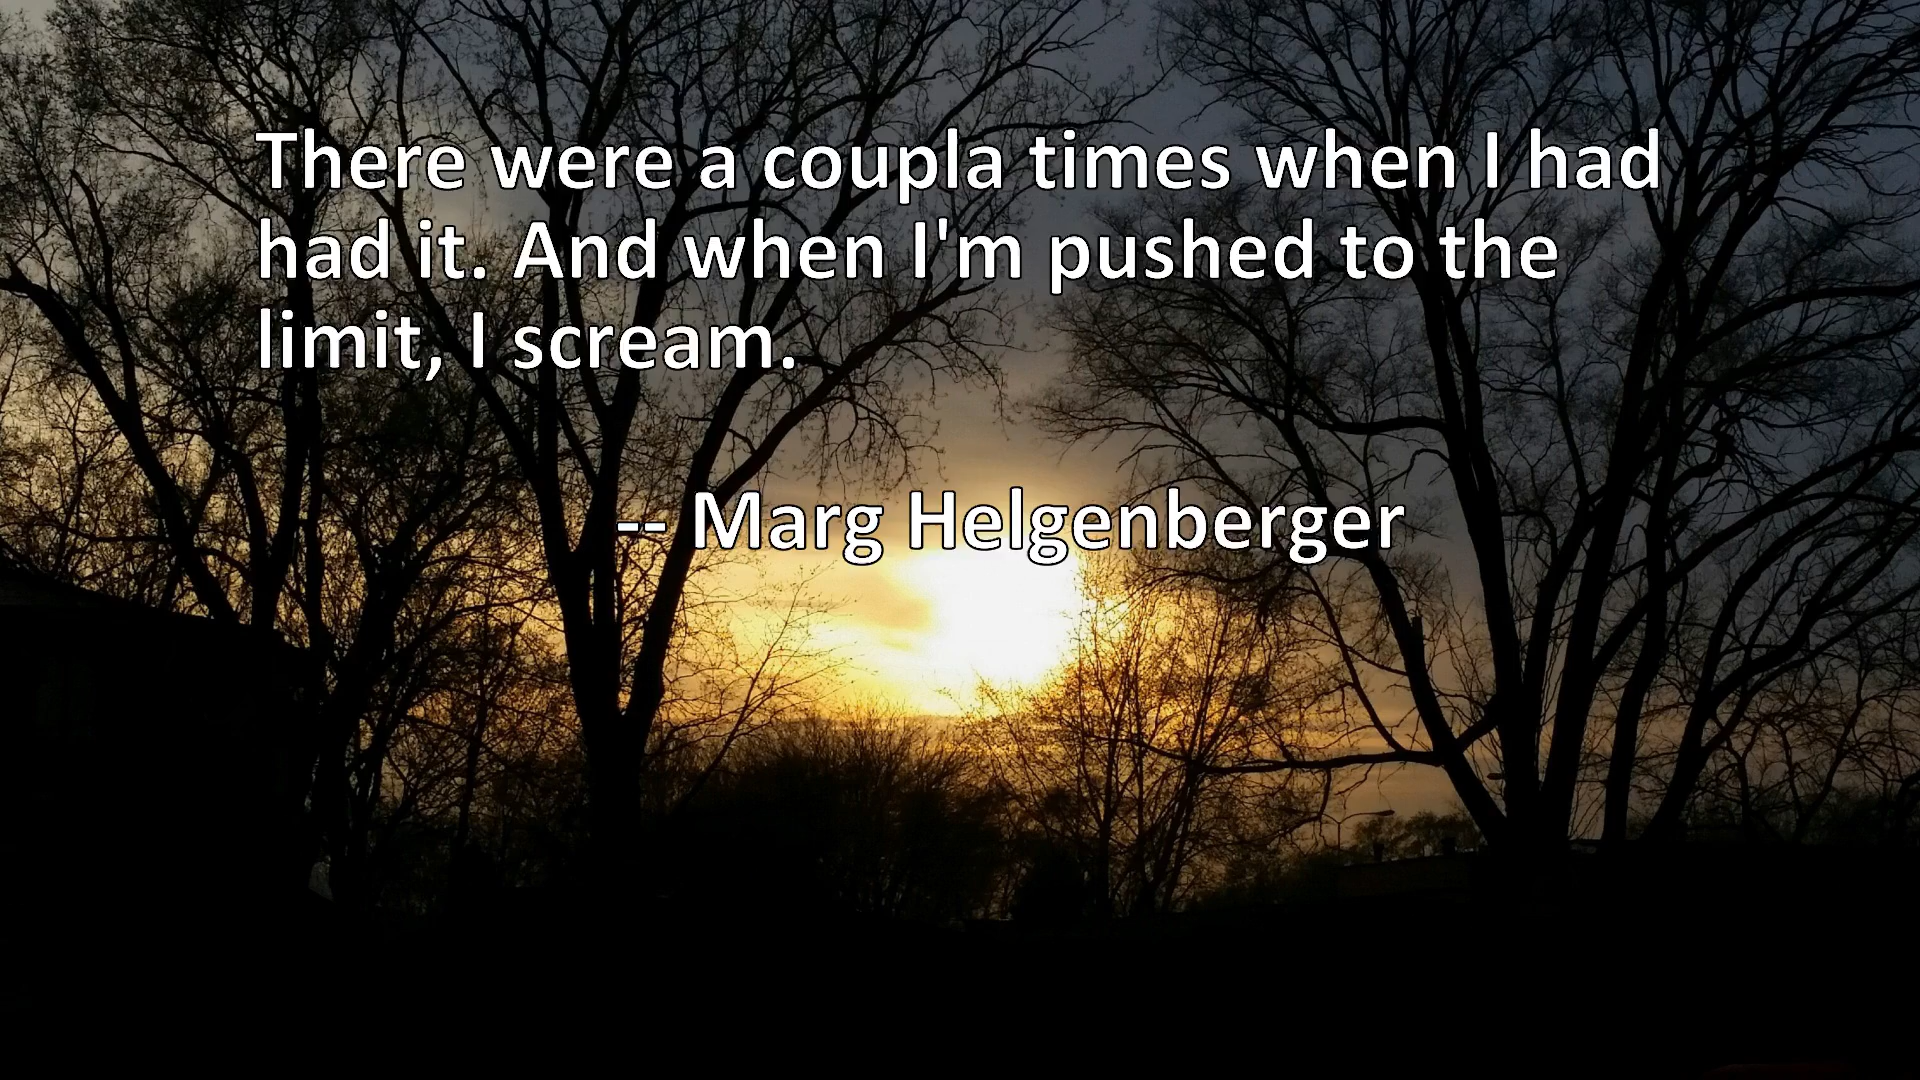 There were a coupla times when I had
had it. And when I'm pushed to the
limit, I scream.
-- Marg Helgenberger